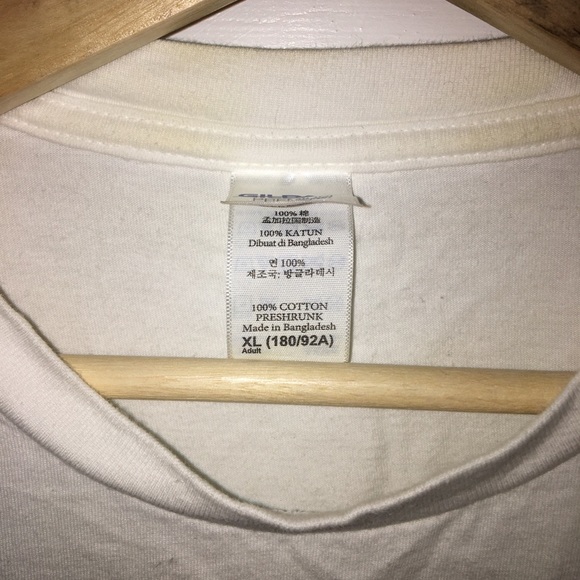 100% 棉
孟加拉国制造
100% KATUN
Dibuat di Bangladesh
면 100%
제조국: 방글라데시
100% COTTON
PRESHRUNK
Made in Bangladesh
XL (180/92A)
Adult